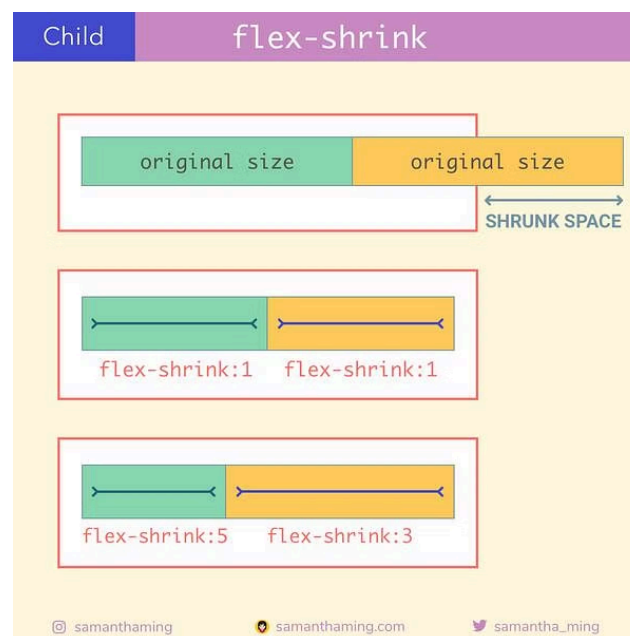 Child
flex-shrink
original size
original size
SHRUNK SPACE
flex-shrink:1
flex-shrink:1
flex-shrink:5
flex-shrink:3
samanthaming
samanthaming.com
samantha_ming